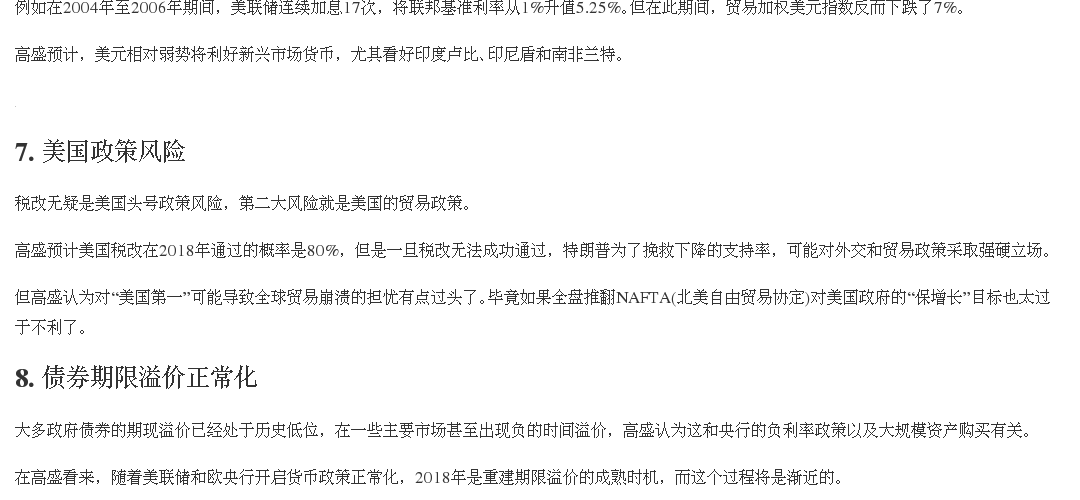 例如在2004年至2006年期间，美联储连续加息17次，将联邦基准利率从1%升值5.25%。但在此期间，贸易加权美元指数反而下跌了7%。
高盛预计，美元相对弱势将利好新兴市场货币，尤其看好印度卢比、印尼盾和南非兰特。
7. 美国政策风险
税改无疑是美国头号政策风险，第二大风险就是美国的贸易政策。
高盛预计美国税改在2018年通过的概率是80%，但是一旦税改无法成功通过，特朗普为了挽救下降的支持率，可能对外交和贸易政策采取强硬立场。
但高盛认为对“美国第一”可能导致全球贸易崩溃的担忧有点过头了。毕竟如果全盘推翻NAFTA(北美自由贸易协定)对美国政府的“保增长”目标也太过
于不利了。
8. 债券期限溢价正常化
大多政府债券的期现溢价已经处于历史低位，在一些主要市场甚至出现负的时间溢价，高盛认为这和央行的负利率政策以及大规模资产购买有关。
在高盛看来，随着美联储和欧央行开启货币政策正常化，2018年是重建期限溢价的成熟时机，而这个过程将是渐近的。